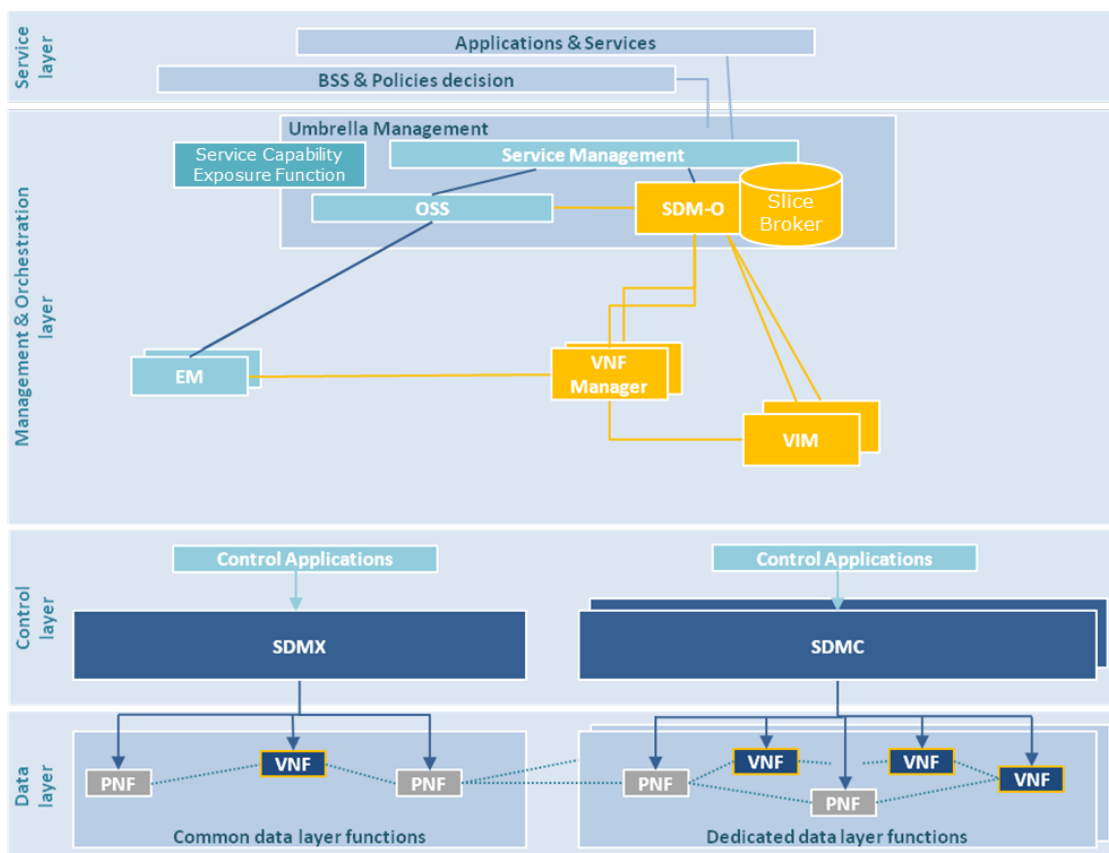 Service
layer
Applications & Services
BSS & Policies decision
Management & Orchestration
layer
Umbrella Management
Service Capability
Exposure Function
Service Management
OSS
SDM-O
Slice
Broker
EM
VNF
Manager
VIM
Control
layer
Control Applications
Control Applications
SDMX
SDMC
Data
layer
PNF
VNF
PNF
PNF
VNF
PNF
VNF
VNF
Common data layer functions
Dedicated data layer functions